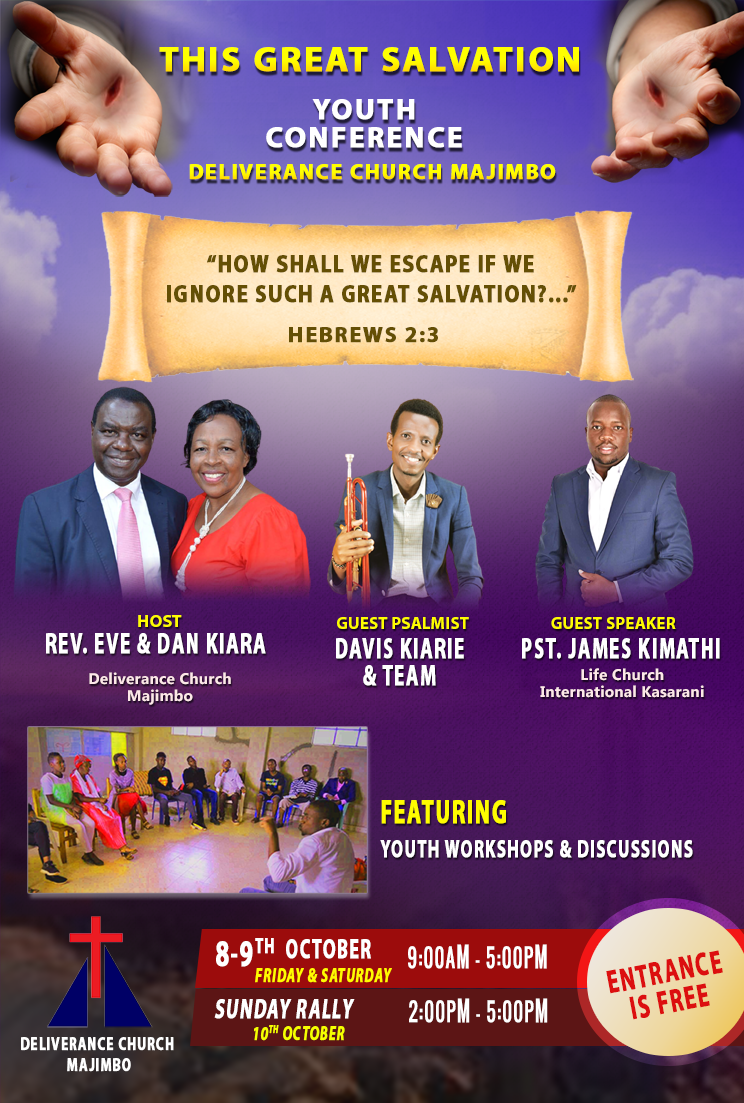 THIS GREAT SALVATION
YOUTH
CONFERENCE
DELIVERANCE CHURCH MAJIMBO
“HOW SHALL WE ESCAPE IF WE
IGNORE SUCH A GREAT SALVATION?...”
HEBREWS 2:3
HOST
REV. EVE & DAN KIARA
Deliverance Church
Majimbo
GUEST PSALMIST
DAVIS KIARIE
& TEAM
GUEST SPEAKER
PST. JAMES KIMATHI
Life Church
International Kasarani
FEATURING
YOUTH WORKSHOPS & DISCUSSIONS
8-9TH OCTOBER
FRIDAY & SATURDAY
9:00AM - 5:00PM
SUNDAY RALLY
10TH OCTOBER
2:00PM - 5:00PM
ENTRANCE
IS FREE
DELIVERANCE CHURCH
MAJIMBO